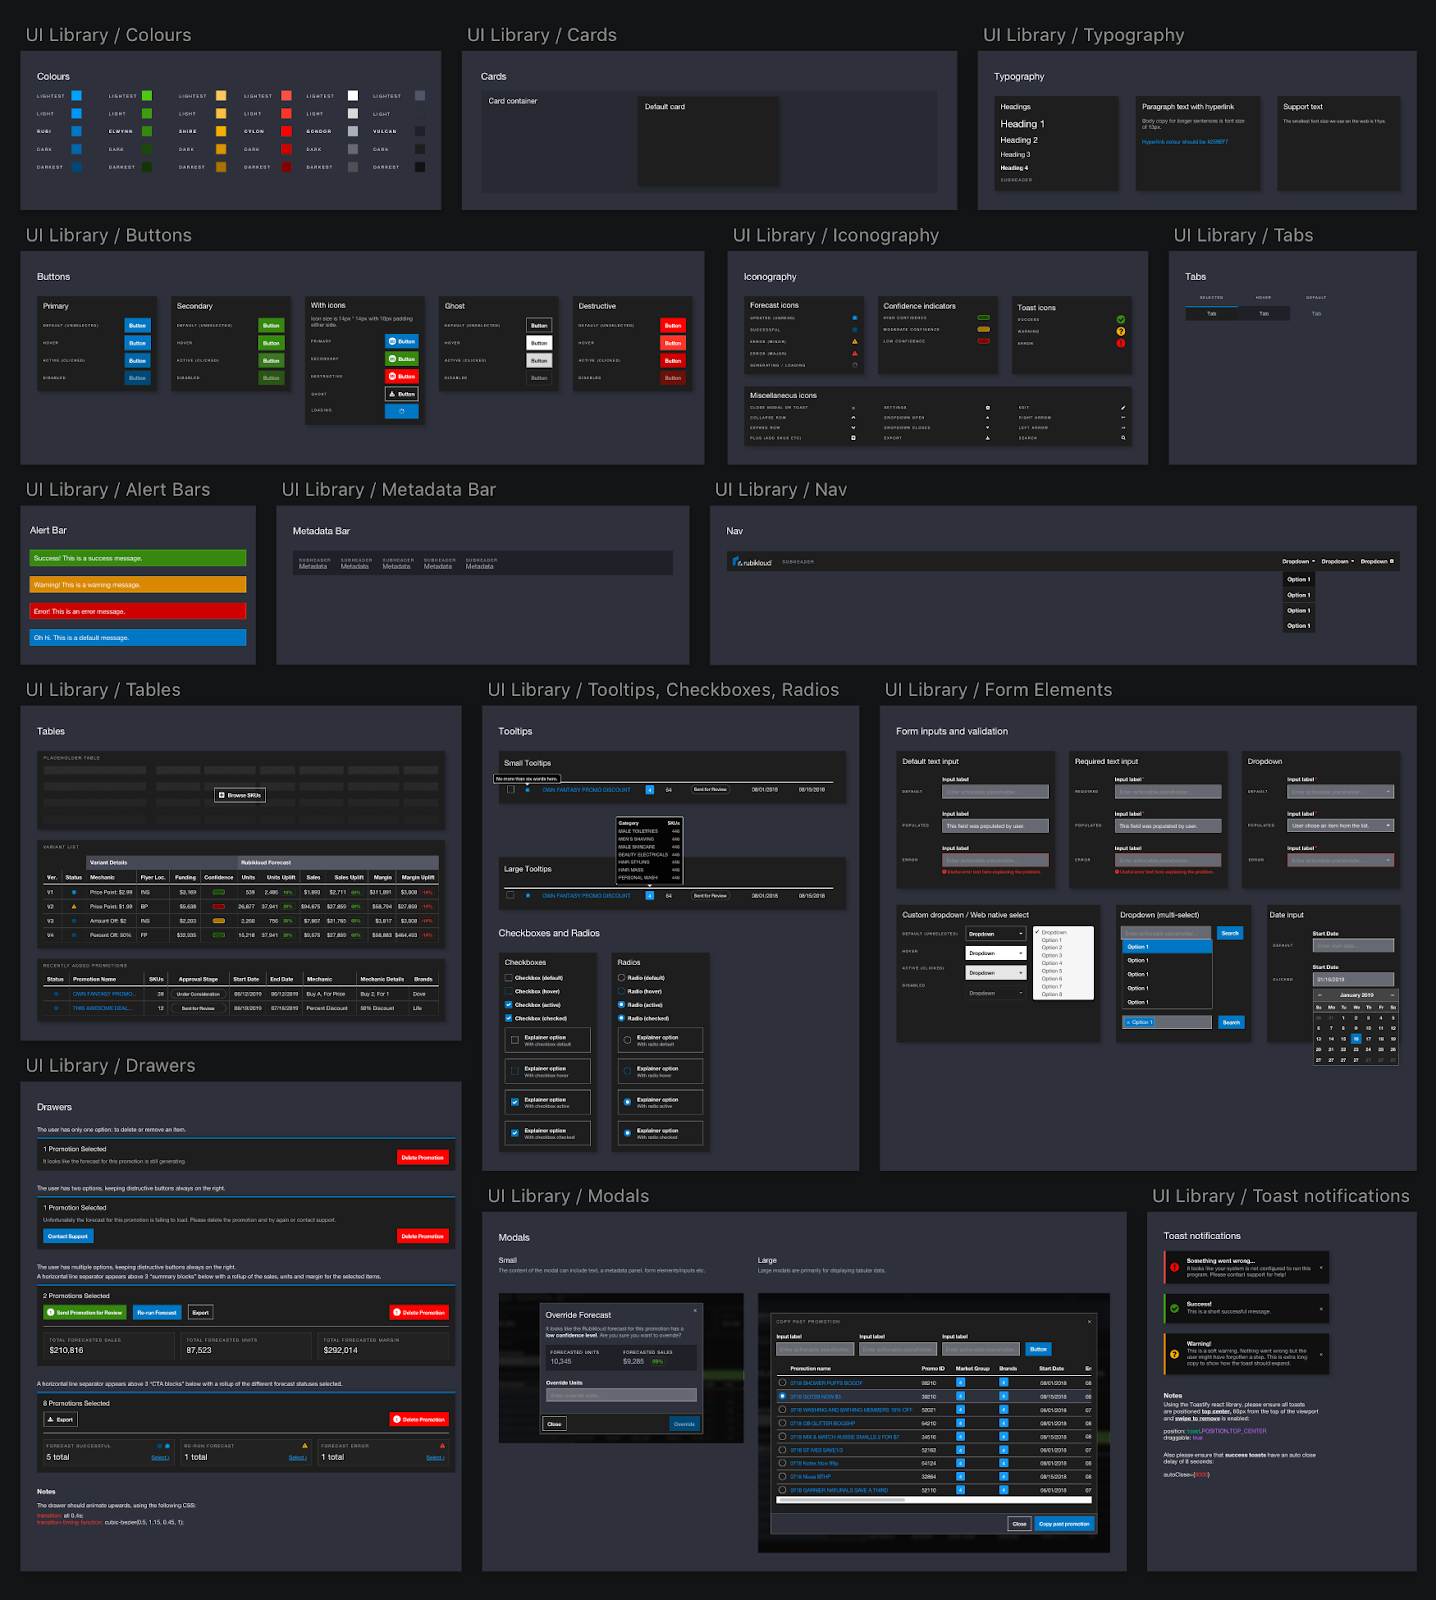 UI Library / Colours
Colours
LIGHTEST LIGHTEST LIGHTEST LIGHTEST LIGHTEST LIGHTEST
LIGHT LIGHT LIGHT LIGHT LIGHT LIGHT
RUBI ELWYNN SHIRE CYLON GONDOR VULCAN
DARK DARK DARK DARK DARK DARK
DARKEST DARKEST DARKEST DARKEST DARKEST DARKEST
UI Library / Cards
Cards
Card container
Default card
UI Library / Typography
Typography
Headings
Heading 1
Heading 2
Heading 3
Heading 4
SUBHEADER
Paragraph text with hyperlink
Body copy for longer sentences is font size
of 13px.
Hyperlink colour should be
Support text
The smallest font size we use on the web is 11px.
UI Library / Buttons
Buttons
Primary
DEFAULT (UNSELECTED) Button
HOVER Button
ACTIVE (CLICKED) Button
DISABLED Button
Secondary
DEFAULT (UNSELECTED) Button
HOVER Button
ACTIVE (CLICKED) Button
DISABLED Button
With icons
Icon size is 14px * 14px with 10px padding
either side.
PRIMARY Button
SECONDARY Button
DESTRUCTIVE Button
GHOST Button
LOADING
Ghost
DEFAULT (UNSELECTED) Button
HOVER Button
ACTIVE (CLICKED) Button
DISABLED Button
Destructive
DEFAULT (UNSELECTED) Button
HOVER Button
ACTIVE (CLICKED) Button
DISABLED Button
UI Library / Iconography
Iconography
Forecast icons
UPDATED (UNREAD)
SUCCESSFUL
ERROR (MINOR)
ERROR (MAJOR)
GENERATING / LOADING
Confidence indicators
HIGH CONFIDENCE
MODERATE CONFIDENCE
LOW CONFIDENCE
Toast icons
SUCCESS
WARNING
ERROR
Miscellaneous icons
CLOSE MODAL OR TOAST SETTINGS EDIT
COLLAPSE ROW DROPDOWN OPEN RIGHT ARROW
EXPAND ROW DROPDOWN CLOSED LEFT ARROW
PLUS (ADD SKUS ETC) EXPORT SEARCH
UI Library / Tabs
Tabs
SELECTED HOVER DEFAULT
Tab Tab Tab
UI Library / Alert Bars
Alert Bar
Success! This is a success message.
Warning! This is a warning message.
Error! This is an error message.
Oh hi. This is a default message.
UI Library / Metadata Bar
Metadata Bar
SUBHEADER SUBHEADER SUBHEADER SUBHEADER SUBHEADER
Metadata Metadata Metadata Metadata Metadata
UI Library / Nav
Nav
rubikloud SUBHEADER Dropdown Dropdown Dropdown
Option 1
Option 1
Option 1
Option 1
UI Library / Tables
Tables
PLACEHOLDER TABLE
Browse SKUs
VARIANT LIST
Variant Details Rubikloud Forecast
Ver. Status Mechanic Flyer Loc. Funding Confidence Units Units Uplift Sales Sales Uplift Margin Margin Uplift
V1 Price Point: $2.99 INS $3,169 539 2,486 $1,893 $2,711 $311,891 $3,908
V2 Price Point: $1.99 BP $5,638 26,877 37,941 $94,675 $27,859 $58,794 $27,859
V3 Amount Off: $2 INS $2,203 2,268 756 $7,967 $31,765 $3,817 $3,908
V4 Percent Off: 50% FP $32,935 15,218 37,941 $9,575 $27,859 $58,883 $464,493
RECENTLY ADDED PROMOTIONS
Status Promotion Name SKUs Approval Stage Start Date End Date Mechanic Mechanic Details Brands
OWN FANTASY PROMO... 28 Under Consideration 06/12/2019 06/12/2019 Buy A, For Price Buy 2, For 1 Dove
THIS AWESOME DEAL... 12 Sent for Review 06/19/2019 07/16/2019 Percent Discount 50% Discount Life
UI Library / Tooltips, Checkboxes, Radios
Tooltips
Small Tooltips
No more than six words here.
OWN FANTASY PROMO DISCOUNT 4 64 Sent for Review 08/01/2018 08/15/2018
Category SKUs
MALE TOILETRIES 446
MEN'S SHAVING 446
MALE SKINCARE 446
BEAUTY ELECTRICALS 446
HAIR STYLING 446
HAIR MASS 446
PERSONAL WASH 446
Large Tooltips
OWN FANTASY PROMO DISCOUNT 4 64 Sent for Review 08/01/2018 08/15/2018
Checkboxes and Radios
Checkboxes
Checkbox (default)
Checkbox (hover)
Checkbox (active)
Checkbox (checked)
Explainer option
With checkbox default
Explainer option
With checkbox hover
Explainer option
With checkbox active
Explainer option
With checkbox checked
Radios
Radio (default)
Radio (hover)
Radio (active)
Radio (checked)
Explainer option
With radio default
Explainer option
With radio hover
Explainer option
With radio active
Explainer option
With radio checked
UI Library / Form Elements
Form inputs and validation
Default text input
Input label
DEFAULT Enter actionable placeholder...
Input label
POPULATED This field was populated by user.
Input label
ERROR Enter actionable placeholder...
Useful error text here explaining the problem.
Required text input
Input label *
REQUIRED Enter actionable placeholder...
Input label *
POPULATED This field was populated by user.
Input label *
ERROR Enter actionable placeholder...
Useful error text here explaining the problem.
Dropdown
Input label *
DEFAULT Enter actionable placeholder...
Input label *
POPULATED User chose an item from the list.
Input label *
ERROR Enter actionable placeholder...
Custom dropdown / Web native select
DEFAULT (UNSELECTED) Dropdown
HOVER Dropdown
ACTIVE (CLICKED) Dropdown
DISABLED Dropdown
✓ Dropdown
Option 1
Option 2
Option 3
Option 4
Option 5
Option 6
Option 7
Option 8
Dropdown (multi-select)
Enter actionable placeholder... Search
Option 1
Option 1
Option 1
Option 1
Option 1
× Option 1 Search
Date input
Start Date
DEFAULT Enter start date...
Start Date
CLICKED 01/16/2019
January 2019
Su Mo Tu We Th Fr Sa
UI Library / Drawers
Drawers
The user has only one option: to delete or remove an item.
1 Promotion Selected
It looks like the forecast for this promotion is still generating.
Delete Promotion
The user has two options, keeping distructive buttons always on the right.
1 Promotion Selected
Unfortunately the forecast for this promotion is failing to load. Please delete the promotion and try again or contact support.
Contact Support Delete Promotion
The user has multiple options, keeping distructive buttons always on the right.
A horizontal line separator appears above 3 "summary blocks" below with a rollup of the sales, units and margin for the selected items.
2 Promotions Selected
Send Promotion for Review Re-run Forecast Export Delete Promotion
TOTAL FORECASTED SALES TOTAL FORECASTED UNITS TOTAL FORECASTED MARGIN
$210,816 87,523 $292,014
A horizontal line separator appears above 3 "CTA blocks" below with a rollup of the different forecast statuses selected.
8 Promotions Selected
Export Delete Promotion
FORECAST SUCCESSFUL RE-RUN FORECAST FORECAST ERROR
5 total Select › 1 total Select › 1 total Select ›
Notes
The drawer should animate upwards, using the following CSS:
transition: all 0.4s;
transition-timing-function: cubic-bezier(0.5, 1.15, 0.45, 1);
UI Library / Modals
Modals
Small
The content of the modal can include text, a metadata panel, form elements/inputs etc.
Override Forecast
It looks like the Rubikloud forecast for this promotion has a
low confidence level. Are you sure you want to override?
FORECASTED UNITS FORECASTED SALES
10,345 $9,285 99%
Override Units
Enter override units...
Close Override
Large
Large modals are primarily for displaying tabular data.
COPY PAST PROMOTION
Input label Input label Input label
Enter actionable placeholder... Enter actionable placeholder... Enter actionable placeholder... Button
Promotion name Promo ID Market Group Brands Start Date
0718 SHOWER PUFFS BOGOF 98210 4 4 08/01/2018 08
0718 GOT2B NOW $3 38210 4 4 08/15/2018 08
0718 WASHING AND BATHING MEMBERS 10% OFF 52021 4 4 06/01/2018 07
0718 OB GLITTER BOGSHP 64210 4 4 08/01/2018 08
0718 MIX & MATCH AUSSIE SMALLS 2 FOR $7 34516 4 4 08/15/2018 08
0718 ST IVES SAVE1/3 52163 4 4 06/01/2018 07
0718 Kotex Now 99p 64124 4 4 08/01/2018 08
0718 Nivea BTHP 32864 4 4 08/15/2018 08
0718 GARNIER NATURALS SAVE A THIRD 52110 4 4 06/01/2018 07
Close Copy past promotion
UI Library / Toast notifications
Toast notifications
Something went wrong...
It looks like your system is not configured to run this
program. Please contact support for help!
Success!
This is a short successful message.
Warning!
This is a soft warning. Nothing went wrong but the
user might have forgotten a step. This is extra long
copy to show how the toast should expand.
Notes
Using the Toastify react library, please ensure all toasts
are positioned top center, 66px from the top of the viewport
and swipe to remove is enabled:
position: toast.POSITION.TOP_CENTER
draggable: true
Also please ensure that success toasts have an auto close
delay of 8 seconds:
autoClose={8000}